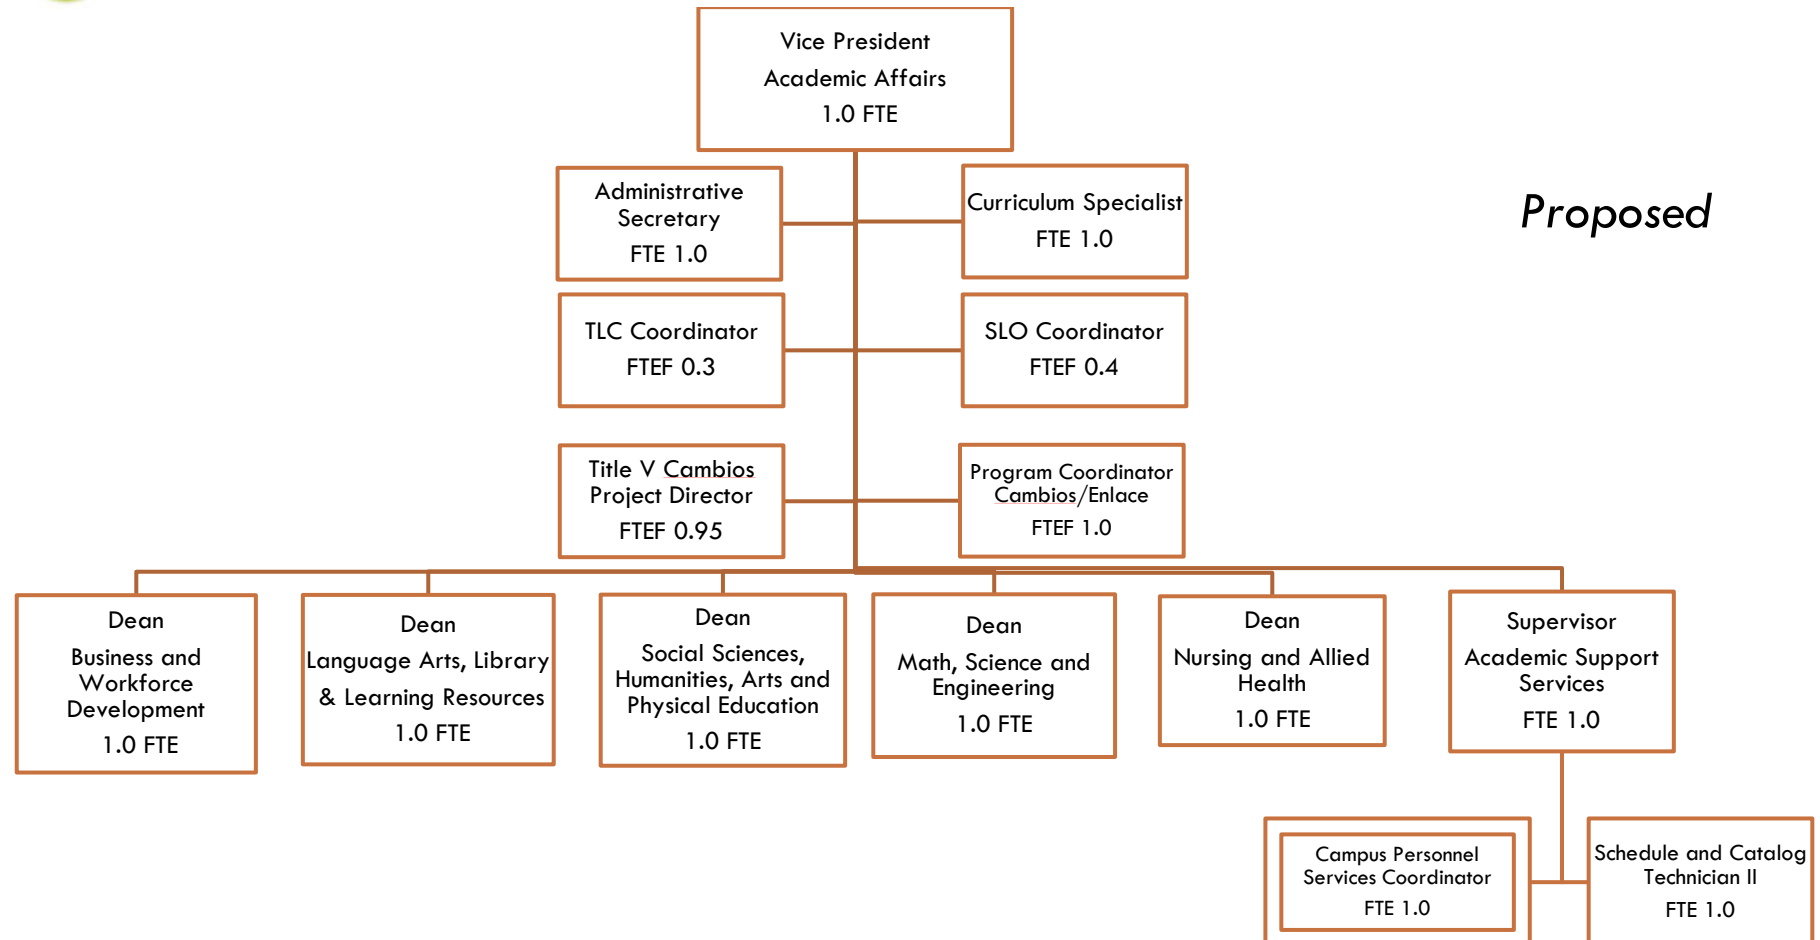 Vice President
Academic Affairs
1.0 FTE
Proposed
Administrative
Secretary
FTE 1.0
Curriculum Specialist
FTE 1.0
TLC Coordinator
FTEF 0.3
SLO Coordinator
FTEF 0.4
Title V Cambios
Project Director
FTEF 0.95
Program Coordinator
Cambios/Enlace
FTEF 1.0
Dean
Business and
Workforce
Development
1.0 FTE
Dean
Language Arts, Library
& Learning Resources
1.0 FTE
Dean
Social Sciences,
Humanities, Arts and
Physical Education
1.0 FTE
Dean
Math, Science and
Engineering
1.0 FTE
Dean
Nursing and Allied
Health
1.0 FTE
Supervisor
Academic Support
Services
FTE 1.0
Campus Personnel
Services Coordinator
FTE 1.0
Schedule and Catalog
Technician II
FTE 1.0